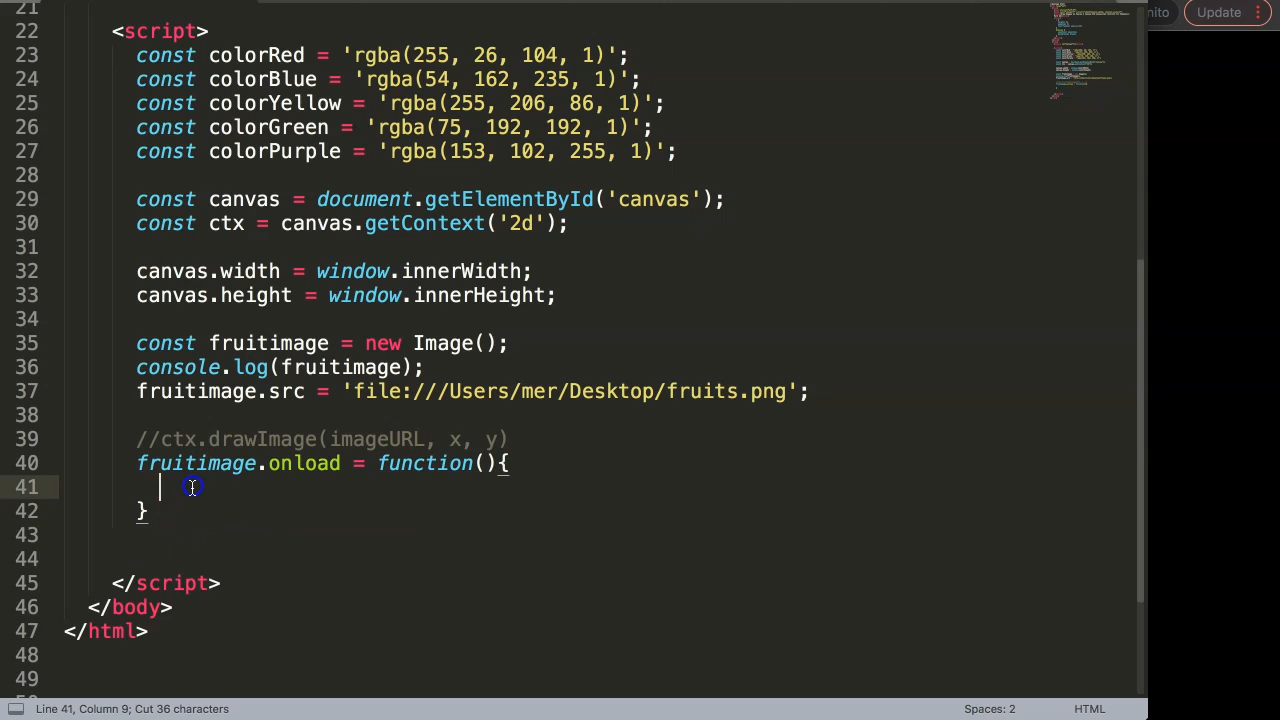 nito
Update
21
22 <script>
23 const colorRed = 'rgba(255, 26, 104, 1)';
24 const colorBlue = 'rgba(54, 162, 235, 1)';
25 const colorYellow = 'rgba(255, 206, 86, 1)';
26 const colorGreen = 'rgba(75, 192, 192, 1)';
27 const colorPurple = 'rgba(153, 102, 255, 1)';
28
29 const canvas = document.getElementById('canvas');
30 const ctx = canvas.getContext('2d');
31
32 canvas.width = window.innerWidth;
33 canvas.height = window.innerHeight;
34
35 const fruitimage = new Image();
36 console.log(fruitimage);
37 fruitimage.src = 'file:///Users/mer/Desktop/fruits.png';
38
39 //ctx.drawImage(imageURL, x, y)
40 fruitimage.onload = function(){
41
42 }
43
44
45 </script>
46 </body>
47 </html>
48
49
Line 41, Column 9; Cut 36 characters
Spaces: 2
HTML